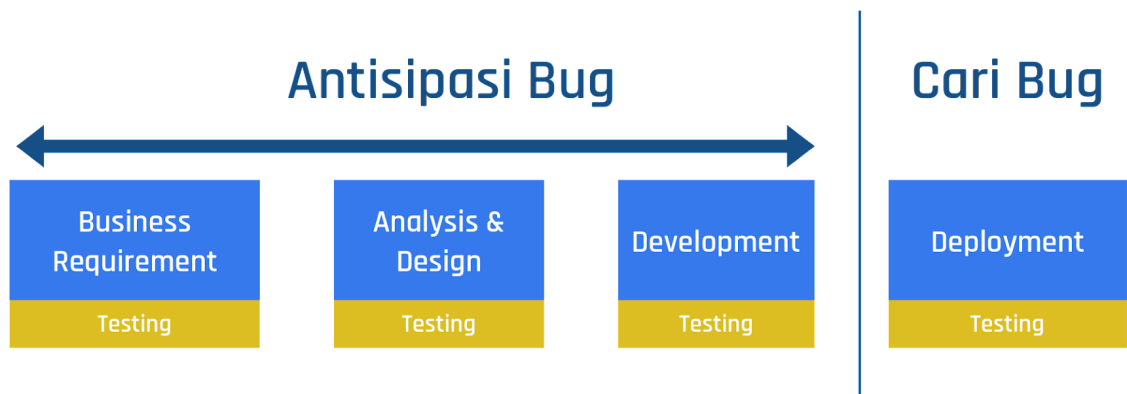 Antisipasi Bug
Cari Bug
Business
Requirement
Testing
Analysis &
Design
Testing
Development
Testing
Deployment
Testing